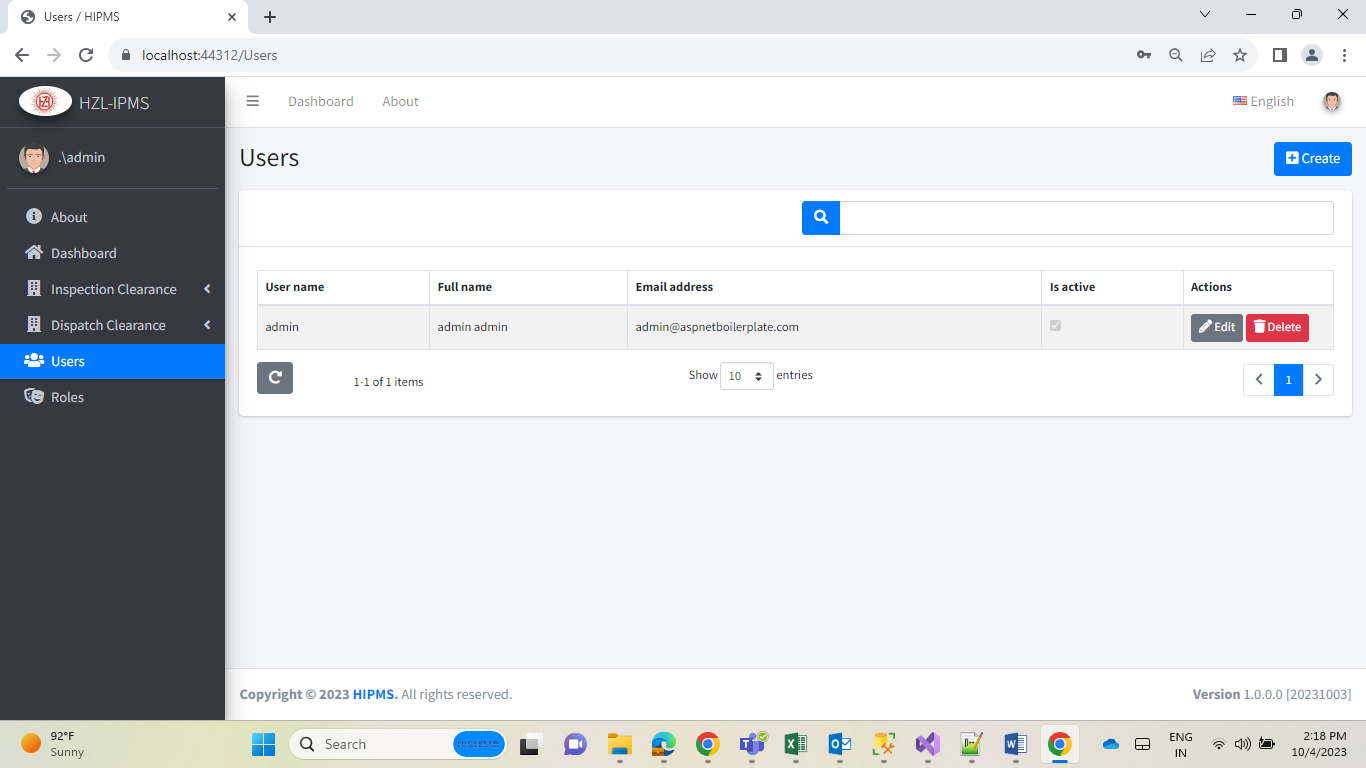 Users / HIPMS
localhost:44312/Users
HZL-IPMS
Dashboard
About
English
.\admin
Users
Create
About
Dashboard
Inspection Clearance
Dispatch Clearance
Users
Roles
User name Full name Email address Is active Actions
admin admin admin admin@aspnetboilerplate.com Edit Delete
1-1 of 1 items
Show 10 entries
1
Copyright © 2023 HIPMS. All rights reserved.
Version 1.0.0.0 [20231003]
92°F
Sunny
Search
ENG
IN
2:18 PM
10/4/2023